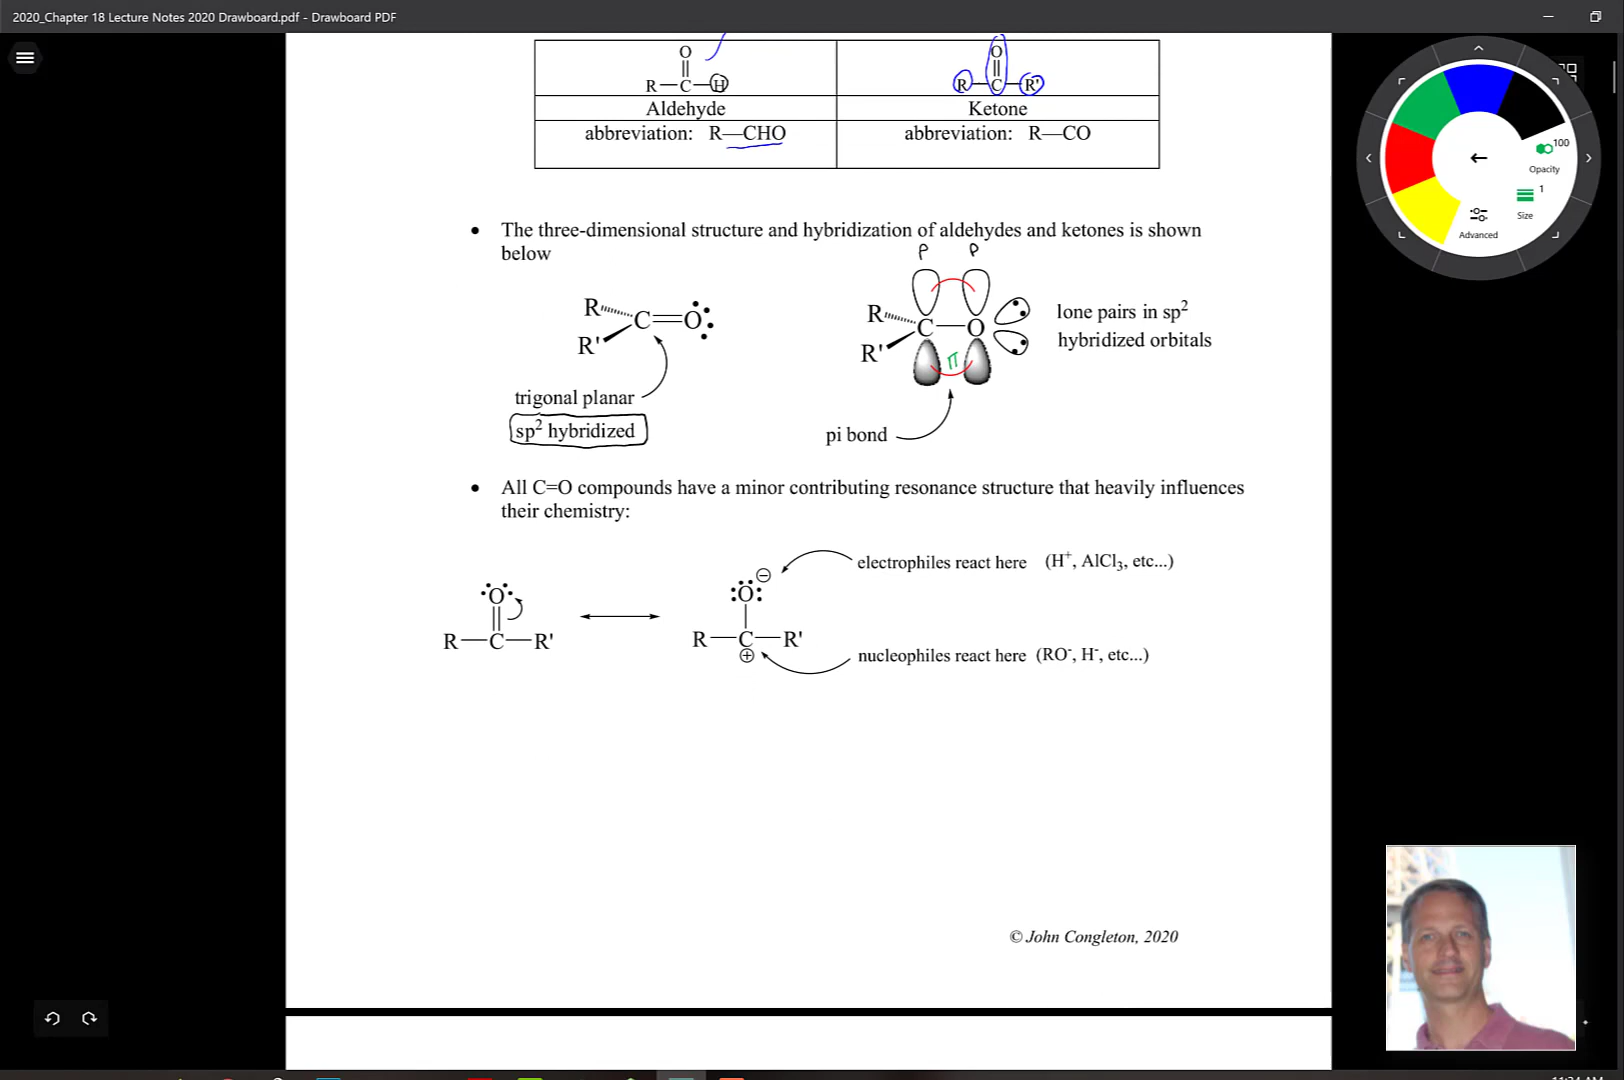 2020_Chapter 18 Lecture Notes 2020 Drawboard.pdf - Drawboard PDF
O
R—C—H
O
R—C—R'
Aldehyde
Ketone
abbreviation: R—CHO
abbreviation: R—CO
• The three-dimensional structure and hybridization of aldehydes and ketones is shown
below
P P
R
R'
C=O
trigonal planar
sp² hybridized
R
R'
C—O
π
pi bond
lone pairs in sp²
hybridized orbitals
• All C=O compounds have a minor contributing resonance structure that heavily influences
their chemistry:
O
R—C—R'
:O: ⊖
R—C—R'
⊕
electrophiles react here (H⁺, AlCl₃, etc...)
nucleophiles react here (RO⁻, H⁻, etc...)
© John Congleton, 2020
100
Opacity
1
Size
Advanced